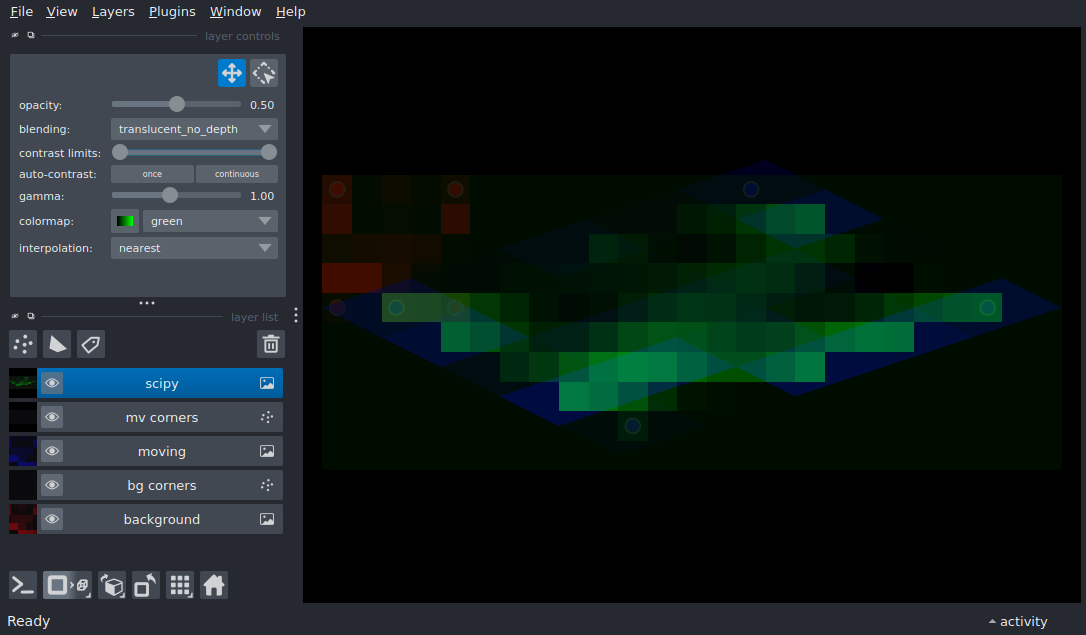 File View Layers Plugins Window Help
layer controls
opacity: 0.50
blending: translucent_no_depth
contrast limits:
auto-contrast: once continuous
gamma: 1.00
colormap: green
interpolation: nearest
layer list
scipy
mv corners
moving
bg corners
background
Ready activity